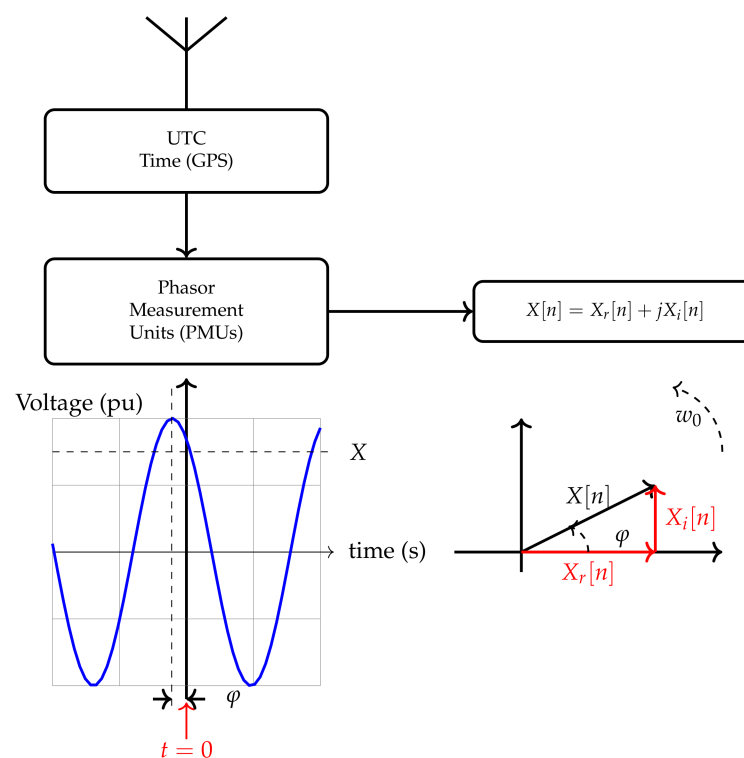 UTC
Time (GPS)
Phasor
Measurement
Units (PMUs)
X[n] = X_r[n] + jX_i[n]
Voltage (pu)
X
time (s)
φ
t = 0
w_0
X[n]
X_i[n]
φ
X_r[n]